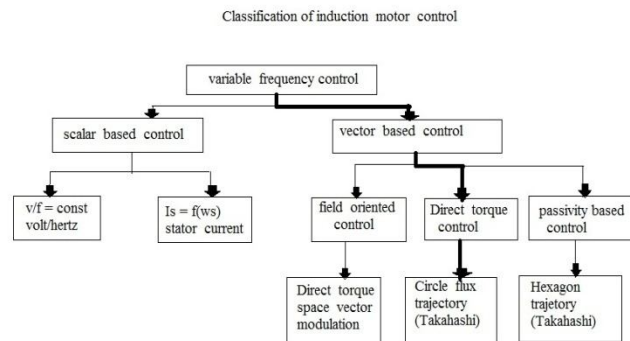 Classification of induction motor control
variable frequency control
scalar based control
vector based control
v/f = const
volt/hertz
Is = f(ws)
stator current
field oriented
control
Direct torque
control
passivity based
control
Direct torque
space vector
modulation
Circle flux
trajectory
(Takahashi)
Hexagon
trajetory
(Takahashi)